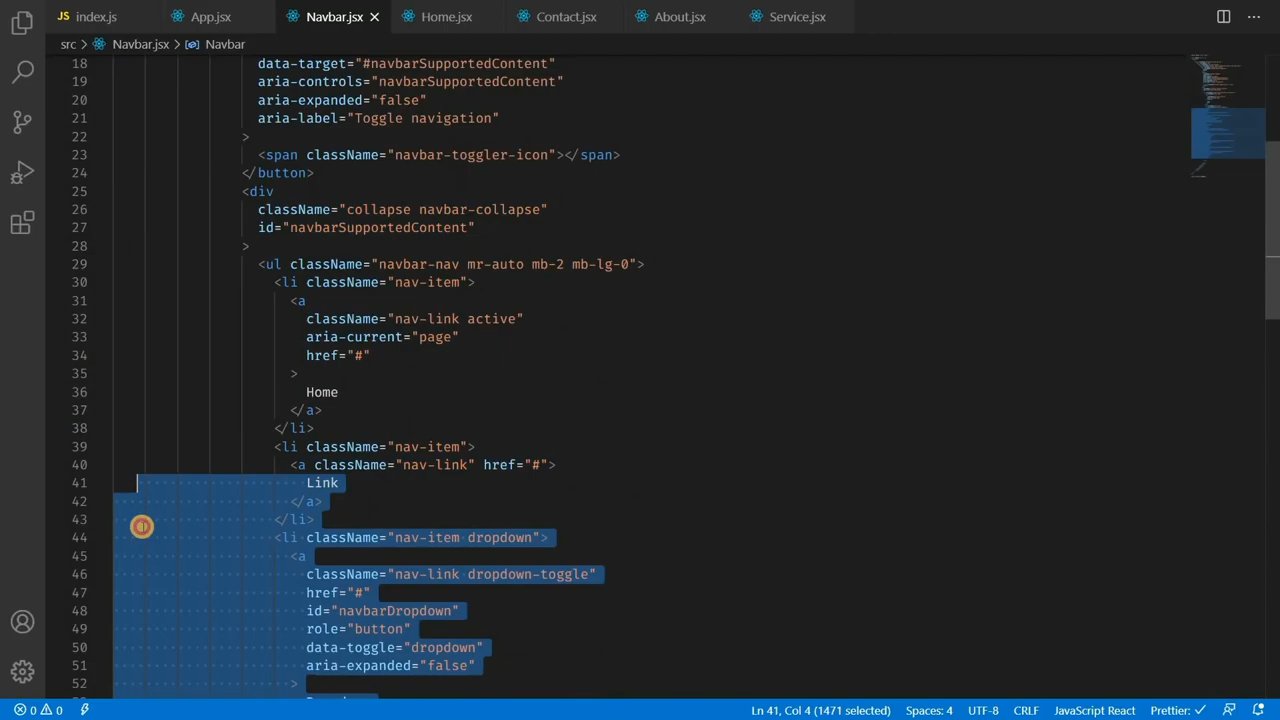 JS index.js App.jsx Navbar.jsx Home.jsx Contact.jsx About.jsx Service.jsx
src > Navbar.jsx > Navbar
18 data-target="#navbarSupportedContent"
19 aria-controls="navbarSupportedContent"
20 aria-expanded="false"
21 aria-label="Toggle navigation"
22 >
23 <span className="navbar-toggler-icon"></span>
24 </button>
25 <div
26 className="collapse navbar-collapse"
27 id="navbarSupportedContent"
28 >
29 <ul className="navbar-nav mr-auto mb-2 mb-lg-0">
30 <li className="nav-item">
31 <a
32 className="nav-link active"
33 aria-current="page"
34 href="#"
35 >
36 Home
37 </a>
38 </li>
39 <li className="nav-item">
40 <a className="nav-link" href="#">
41 Link
42 </a>
43 </li>
44 <li className="nav-item dropdown">
45 <a
46 className="nav-link dropdown-toggle"
47 href="#"
48 id="navbarDropdown"
49 role="button"
50 data-toggle="dropdown"
51 aria-expanded="false"
52 >
0 0 Ln 41, Col 4 (1471 selected) Spaces: 4 UTF-8 CRLF JavaScript React Prettier: ✓